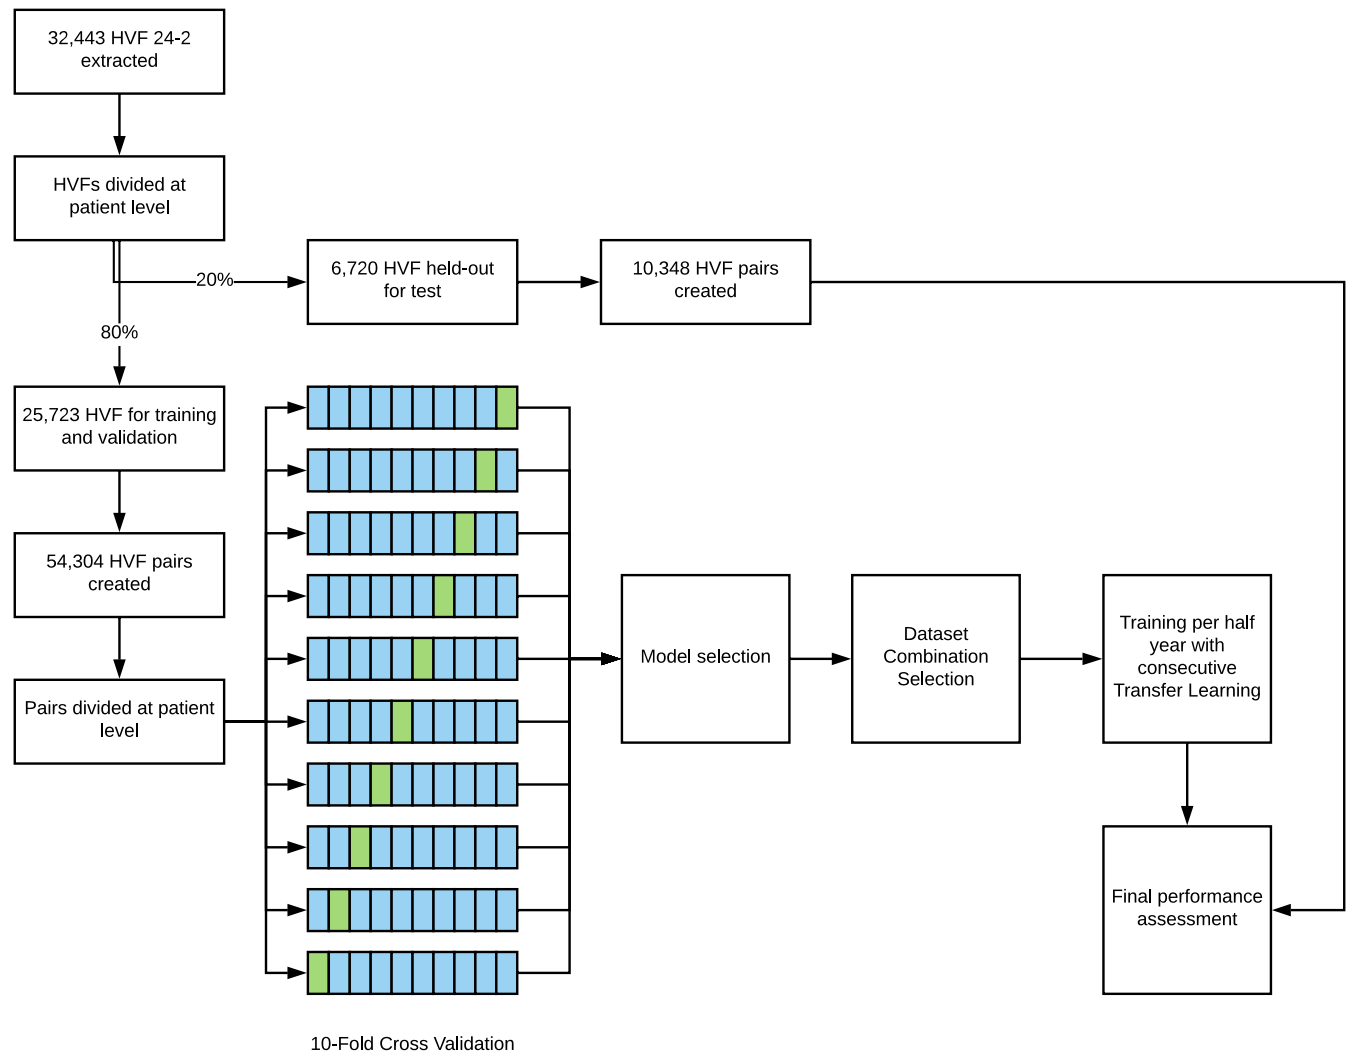 32,443 HVF 24-2
extracted
HVFs divided at
patient level
20%
6,720 HVF held-out
for test
10,348 HVF pairs
created
80%
25,723 HVF for training
and validation
54,304 HVF pairs
created
Pairs divided at patient
level
10-Fold Cross Validation
Model selection
Dataset
Combination
Selection
Training per half
year with
consecutive
Transfer Learning
Final performance
assessment